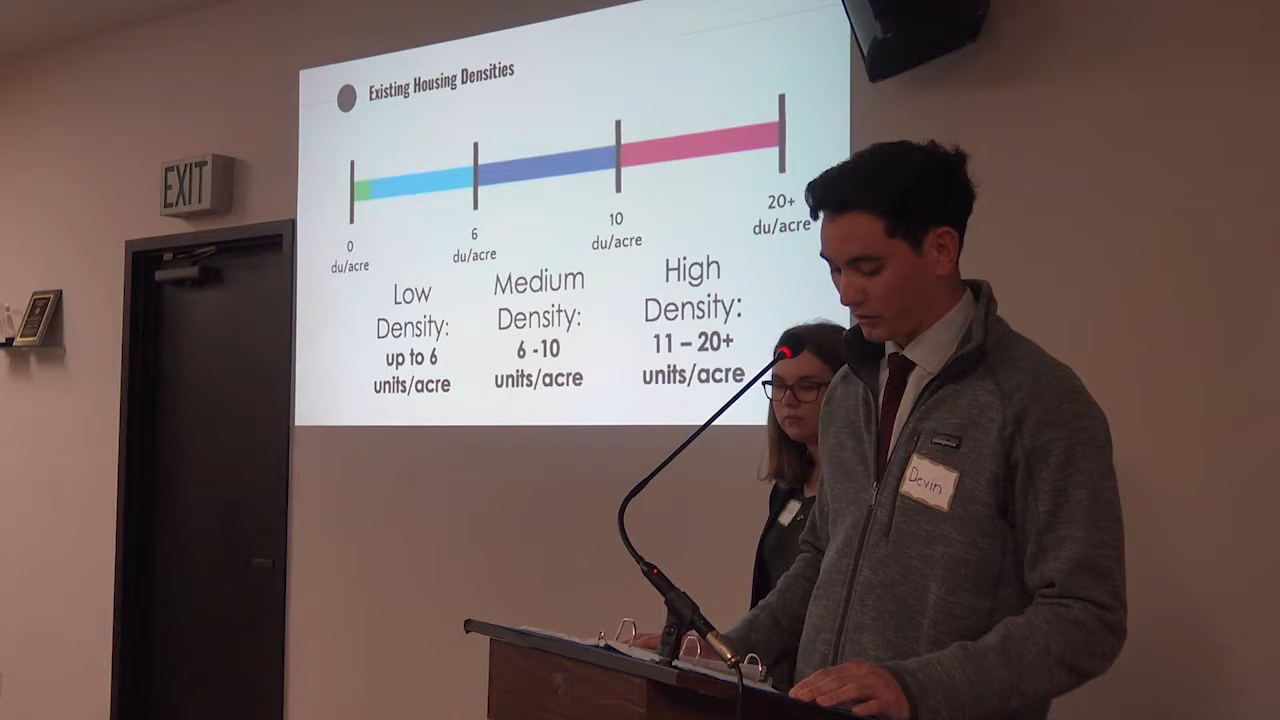 Existing Housing Densities
EXIT
0
du/acre
6
du/acre
10
du/acre
20+
du/acre
Low
Density:
up to 6
units/acre
Medium
Density:
6 -10
units/acre
High
Density:
11 – 20+
units/acre
patagonia
Devin